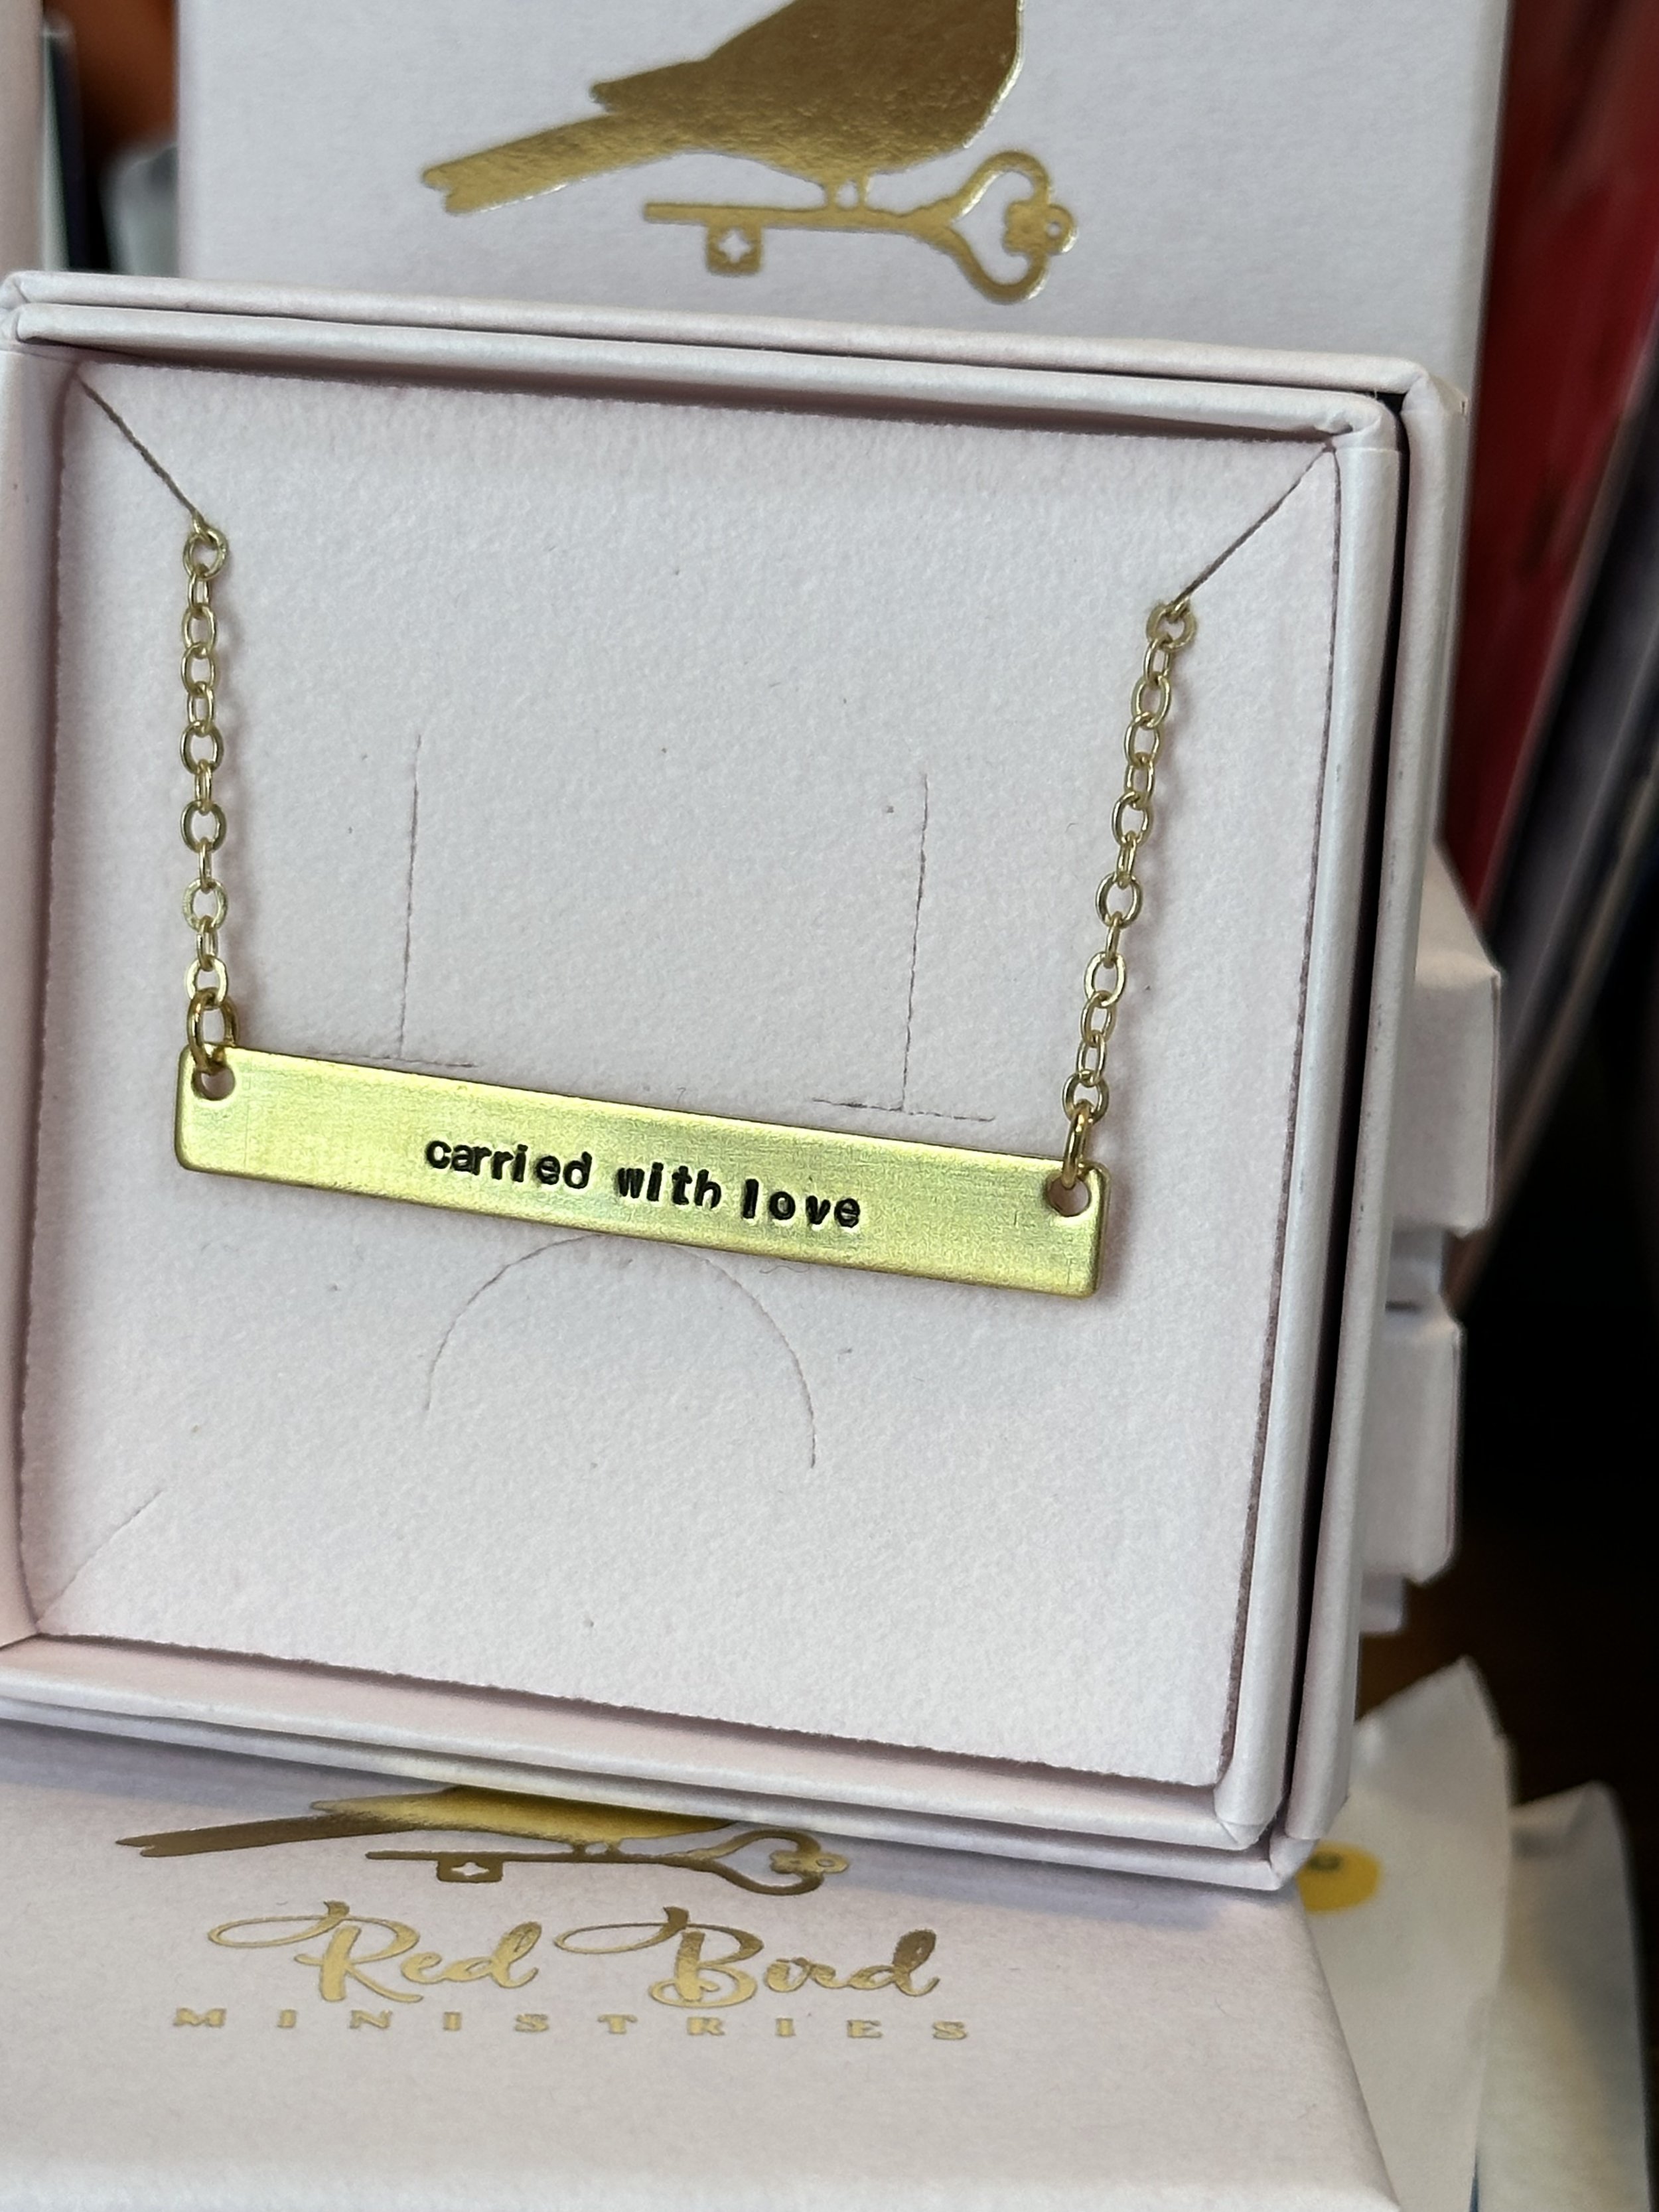 carried with love
Red Bird
MINISTRIES